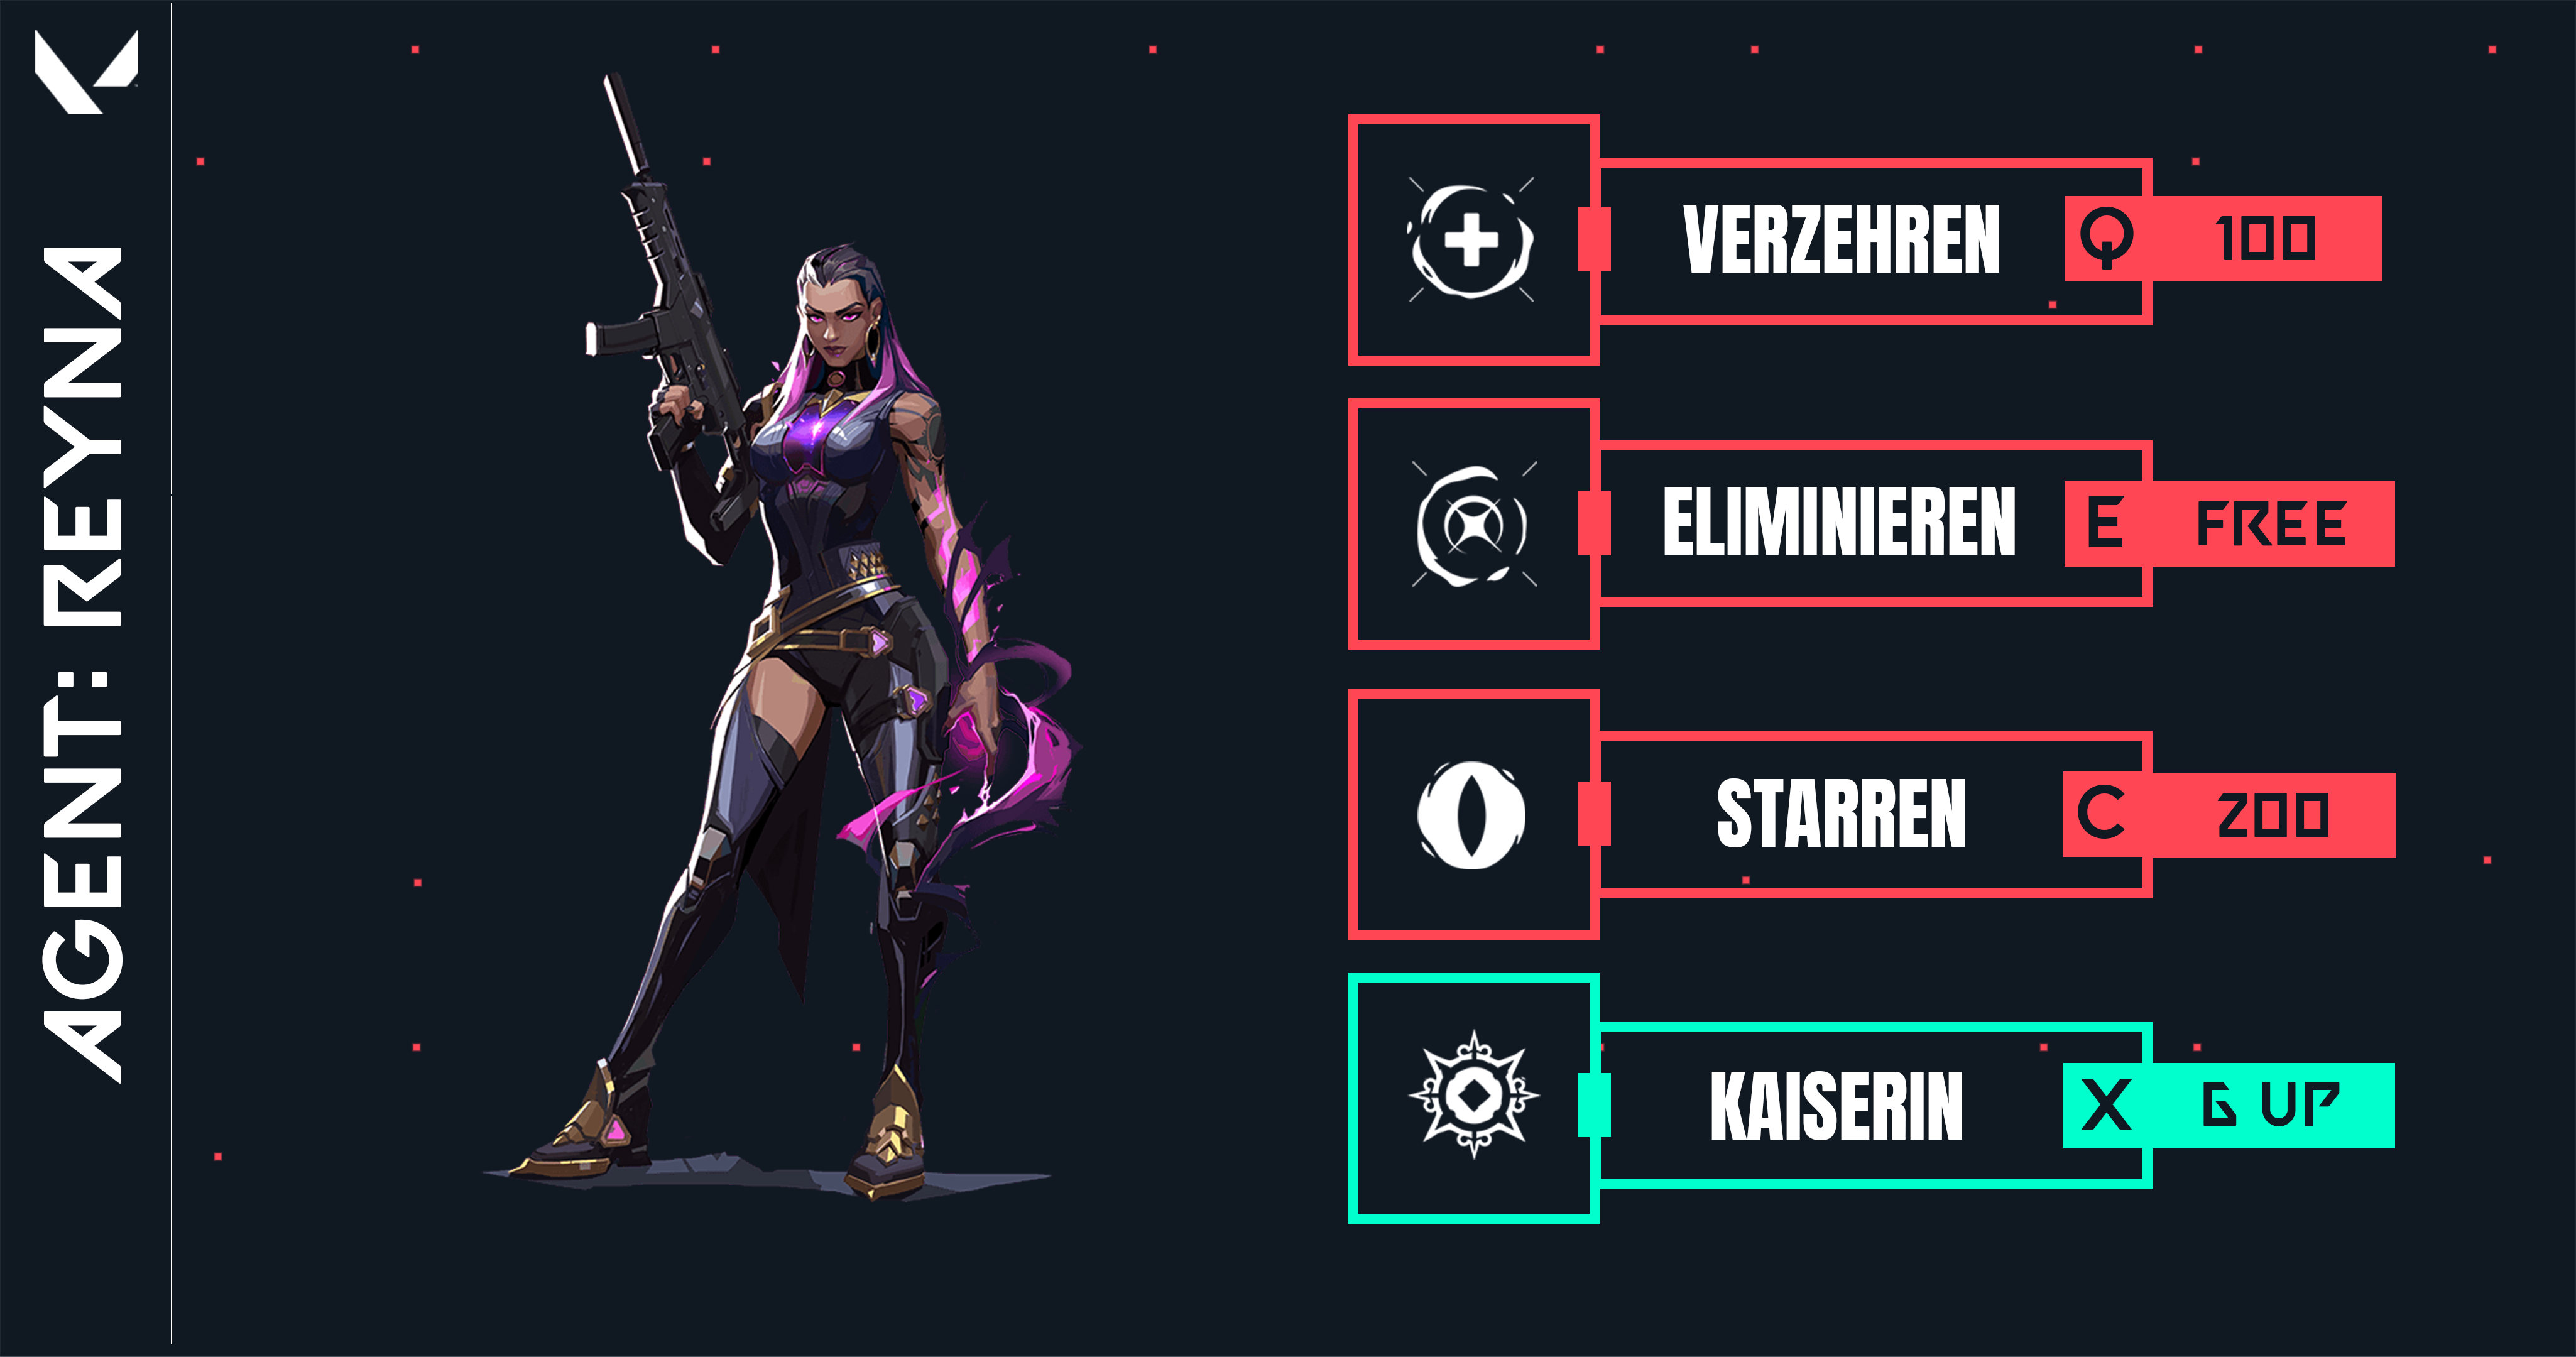 AGENT: REYNA
VERZEHREN Q 100
ELIMINIEREN E FREE
STARREN C 200
KAISERIN X 6 UP